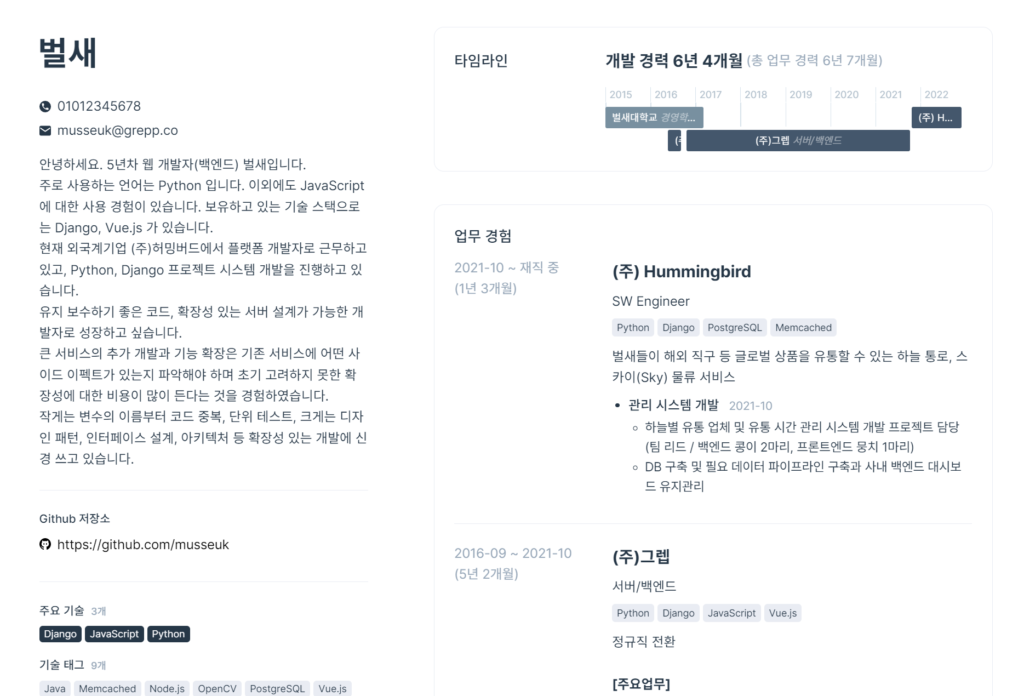 벌새
01012345678
musseuk@grepp.co
안녕하세요. 5년차 웹 개발자(백엔드) 벌새입니다.
주로 사용하는 언어는 Python 입니다. 이외에도 JavaScript
에 대한 사용 경험이 있습니다. 보유하고 있는 기술 스택으로
는 Django, Vue.js 가 있습니다.
현재 외국계기업 (주)허밍버드에서 플랫폼 개발자로 근무하고
있고, Python, Django 프로젝트 시스템 개발을 진행하고 있
습니다.
유지 보수하기 좋은 코드, 확장성 있는 서버 설계가 가능한 개
발자로 성장하고 싶습니다.
큰 서비스의 추가 개발과 기능 확장은 기존 서비스에 어떤 사
이드 이펙트가 있는지 파악해야 하며 초기 고려하지 못한 확
장성에 대한 비용이 많이 든다는 것을 경험하였습니다.
작게는 변수의 이름부터 코드 중복, 단위 테스트, 크게는 디자
인 패턴, 인터페이스 설계, 아키텍처 등 확장성 있는 개발에 신
경 쓰고 있습니다.
Github 저장소
https://github.com/musseuk
주요 기술 3개
Django JavaScript Python
기술 태그 9개
Java Memcached Node.js OpenCV PostgreSQL Vue.js
타임라인
개발 경력 6년 4개월 (총 업무 경력 6년 7개월)
2015 2016 2017 2018 2019 2020 2021 2022
벌새대학교 경영학... (주) H...
(주)그렙 서버/백엔드
업무 경험
2021-10 ~ 재직 중
(1년 3개월)
(주) Hummingbird
SW Engineer
Python Django PostgreSQL Memcached
벌새들이 해외 직구 등 글로벌 상품을 유통할 수 있는 하늘 통로, 스
카이(Sky) 물류 서비스
• 관리 시스템 개발 2021-10
◦ 하늘별 유통 업체 및 유통 시간 관리 시스템 개발 프로젝트 담당
(팀 리드 / 백엔드 콩이 2마리, 프론트엔드 뭉치 1마리)
◦ DB 구축 및 필요 데이터 파이프라인 구축과 사내 백엔드 대시보
드 유지관리
2016-09 ~ 2021-10
(5년 2개월)
(주)그렙
서버/백엔드
Python Django JavaScript Vue.js
정규직 전환
[주요업무]